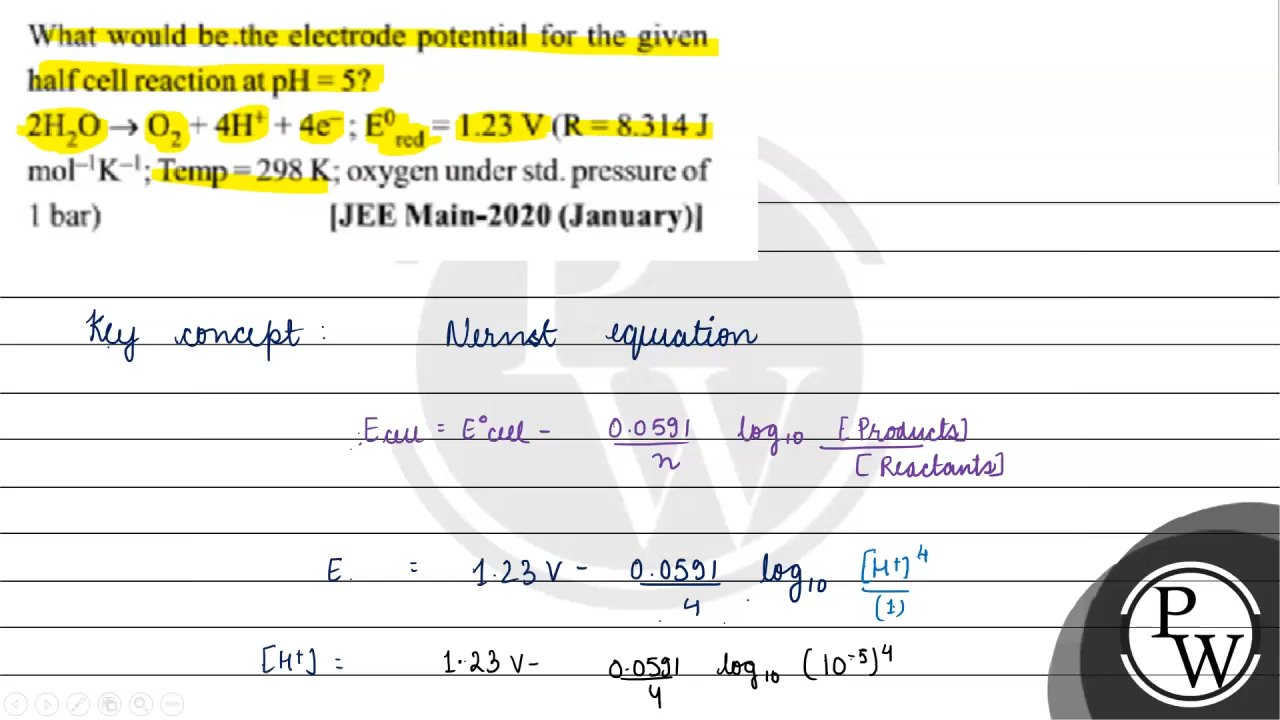 What would be the electrode potential for the given
half cell reaction at pH = 5?
2H₂O → O₂ + 4H⁺ + 4e⁻ ; E⁰red = 1.23 V (R = 8.314 J
mol⁻¹K⁻¹; Temp = 298 K; oxygen under std. pressure of
1 bar) [JEE Main-2020 (January)]
Key concept : Nernst equation
Ecell = E°cell - 0.0591/n log₁₀ [Products]/[Reactants]
E. = 1.23 V - 0.0591/4 log₁₀ [H+]⁴/(1)
[H+] = 1.23 V - 0.0591/4 log₁₀ (10⁻⁵)⁴
PW
PW